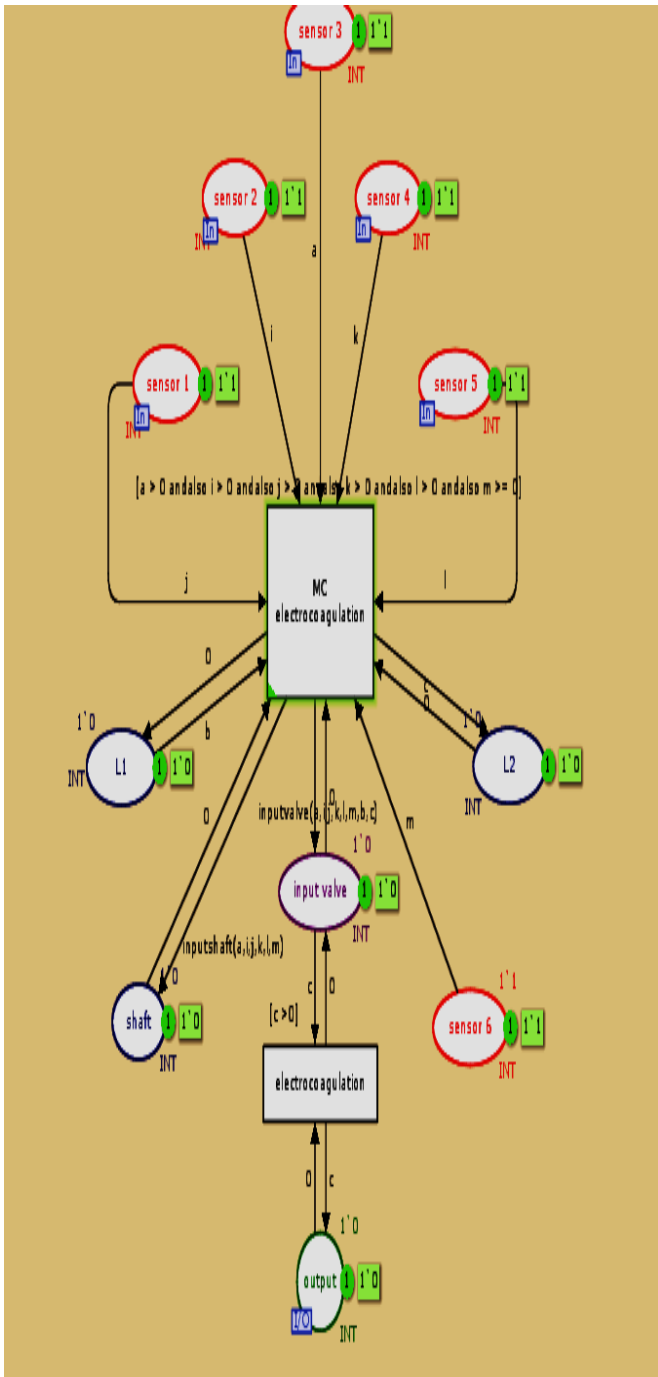 sensor 3
1
1`1
In
INT
sensor 2
1
1`1
In
INT
sensor 4
1
1`1
In
INT
a
i
k
sensor 1
1
1`1
In
INT
sensor 5
1
1`1
In
INT
[a > 0 andalso i > 0 andalso j > 0 andalso k > 0 andalso l > 0 andalso m >= 0]
MC
electrocoagulation
j
l
0
b
c
0
1`0
L1
1
1`0
INT
1`0
L2
1
1`0
INT
0
inputvalve(a,i,j,k,l,m,b,c)
0
m
1`0
input valve
1
1`0
INT
inputshaft(a,i,j,k,l,m)
1`0
shaft
1
1`0
INT
c
0
[c >0]
1`1
sensor 6
1
1`1
INT
electrocoagulation
0
c
1`0
output
1
1`0
I/O
INT